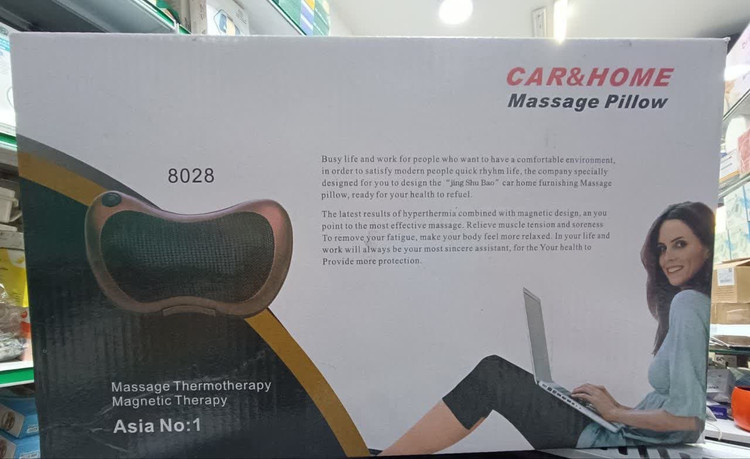 CAR&HOME
Massage Pillow
8028
Busy life and work for people who want to have a comfortable environment,
in order to satisfy modern people quick rhyhm life, the company specially
designed for you to design the "jing Shu Bao" car home furnishing Massage
pillow, ready for your health to refuel.
The latest results of hyperthermia combined with magnetic design, an you
point to the most effective massage. Relieve muscle tension and soreness
To remove your fatigue, make your body feel more relaxed. In your life and
work will always be your most sincere assistant, for the Your health to
Provide more protection.
Massage Thermotherapy
Magnetic Therapy
Asia No:1